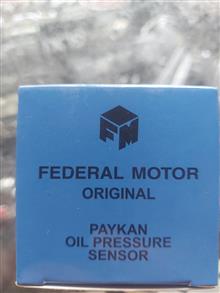 FM
FEDERAL MOTOR
ORIGINAL
PAYKAN
OIL PRESSURE
SENSOR